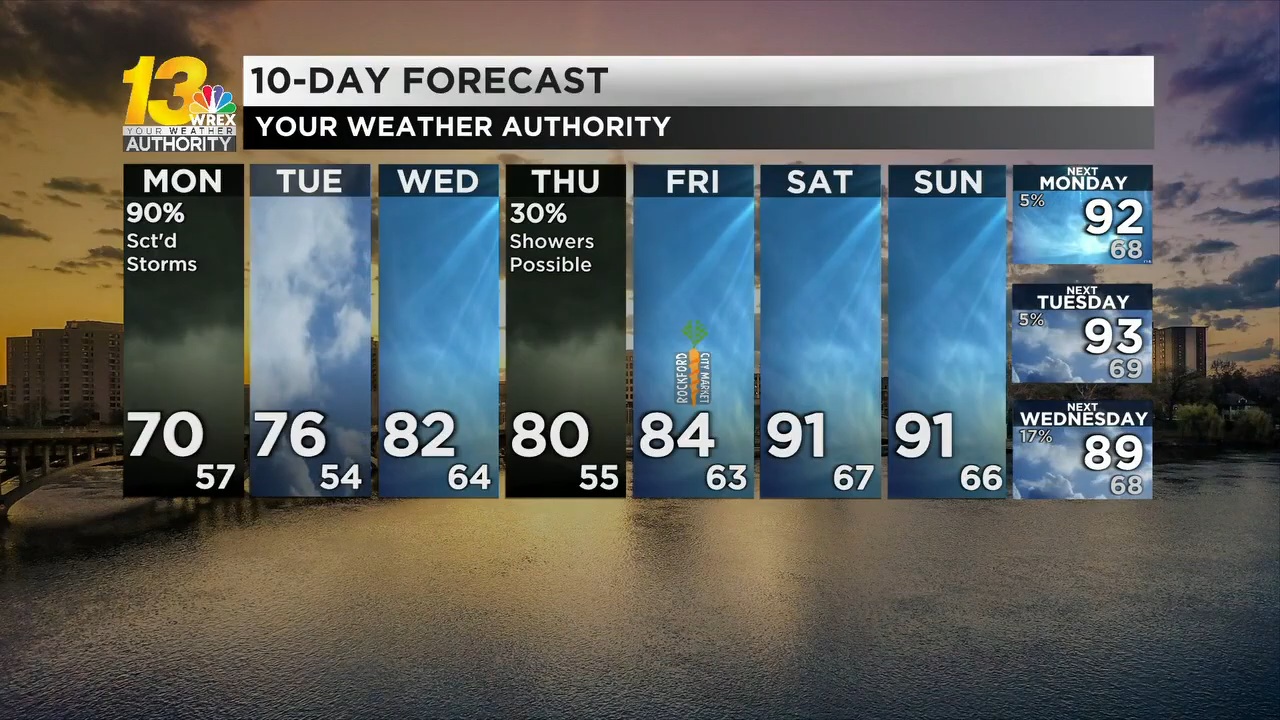 13
WREX
YOUR WEATHER
AUTHORITY
10-DAY FORECAST
YOUR WEATHER AUTHORITY
MON
90%
Sct'd
Storms
70
57
TUE
76
54
WED
82
64
THU
30%
Showers
Possible
80
55
FRI
ROCKFORD
CITY MARKET
84
63
SAT
91
67
SUN
91
66
NEXT
MONDAY
5%
92
68
NEXT
TUESDAY
5%
93
69
NEXT
WEDNESDAY
17%
89
68